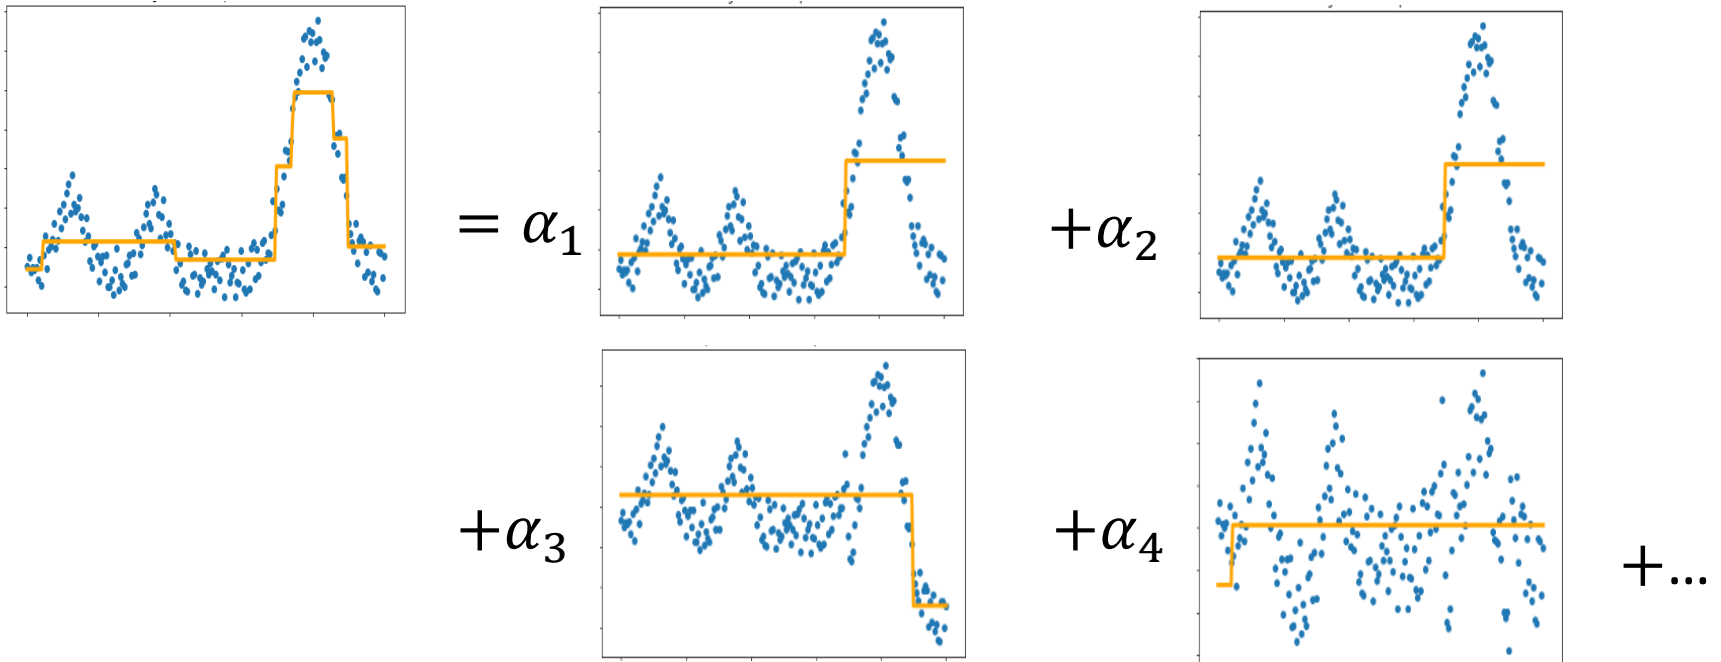 = α₁
+α₂
+α₃
+α₄
+...